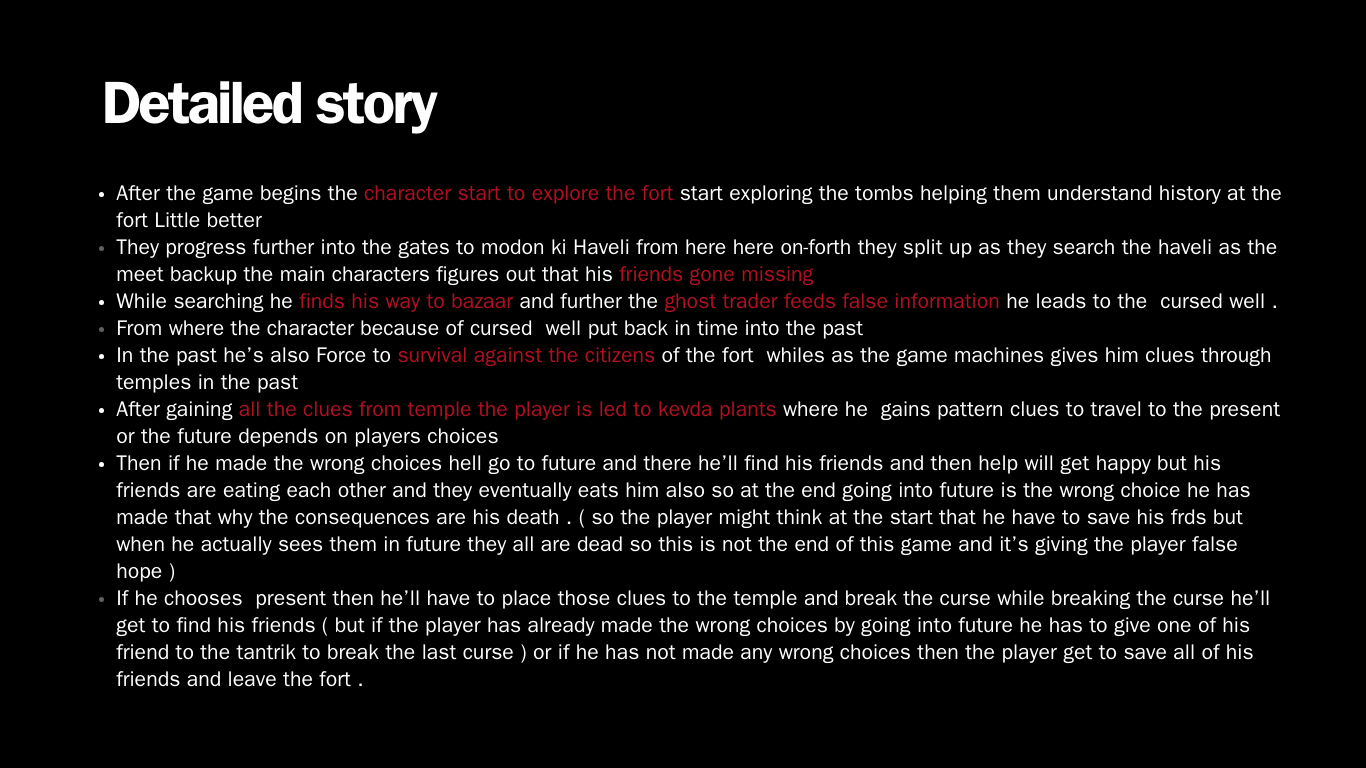 Detailed story
• After the game begins the character start to explore the fort start exploring the tombs helping them understand history at the
fort Little better
• They progress further into the gates to modon ki Haveli from here here on-forth they split up as they search the haveli as the
meet backup the main characters figures out that his friends gone missing
• While searching he finds his way to bazaar and further the ghost trader feeds false information he leads to the  cursed well .
• From where the character because of cursed  well put back in time into the past
• In the past he’s also Force to survival against the citizens of the fort  whiles as the game machines gives him clues through
temples in the past
• After gaining all the clues from temple the player is led to kevda plants where he  gains pattern clues to travel to the present
or the future depends on players choices
• Then if he made the wrong choices hell go to future and there he’ll find his friends and then help will get happy but his
friends are eating each other and they eventually eats him also so at the end going into future is the wrong choice he has
made that why the consequences are his death . ( so the player might think at the start that he have to save his frds but
when he actually sees them in future they all are dead so this is not the end of this game and it’s giving the player false
hope )
• If he chooses  present then he’ll have to place those clues to the temple and break the curse while breaking the curse he’ll
get to find his friends ( but if the player has already made the wrong choices by going into future he has to give one of his
friend to the tantrik to break the last curse ) or if he has not made any wrong choices then the player get to save all of his
friends and leave the fort .